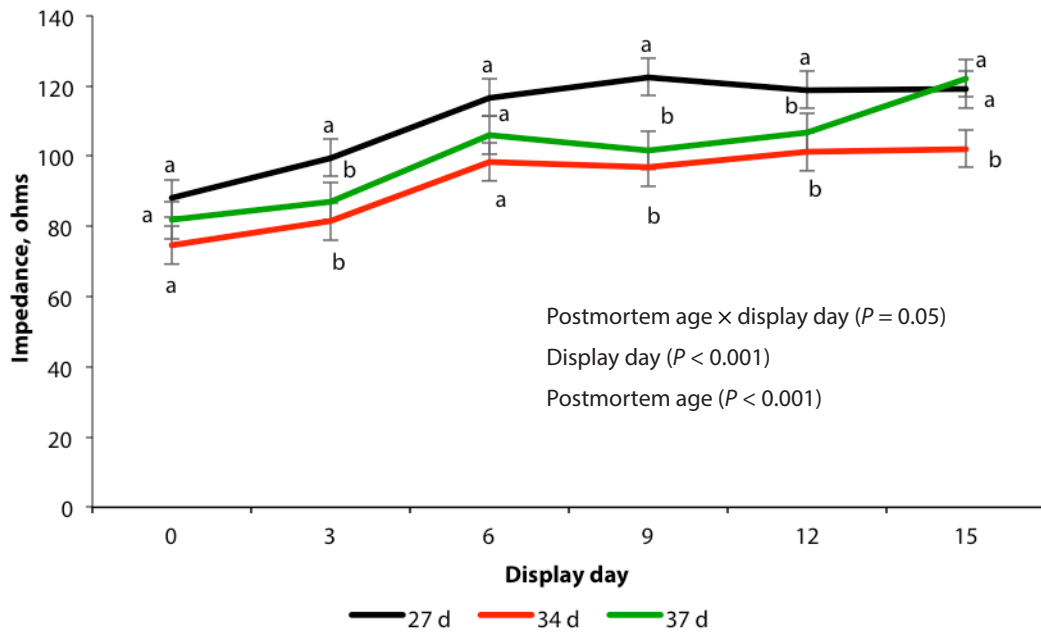 140
120
100
80
60
40
20
0
Impedance, ohms
a
a
a
a
a
b
b
a
a
a
b
a
b
b
b
a
a
b
Postmortem age × display day (P = 0.05)
Display day (P < 0.001)
Postmortem age (P < 0.001)
0 3 6 9 12 15
Display day
27 d 34 d 37 d